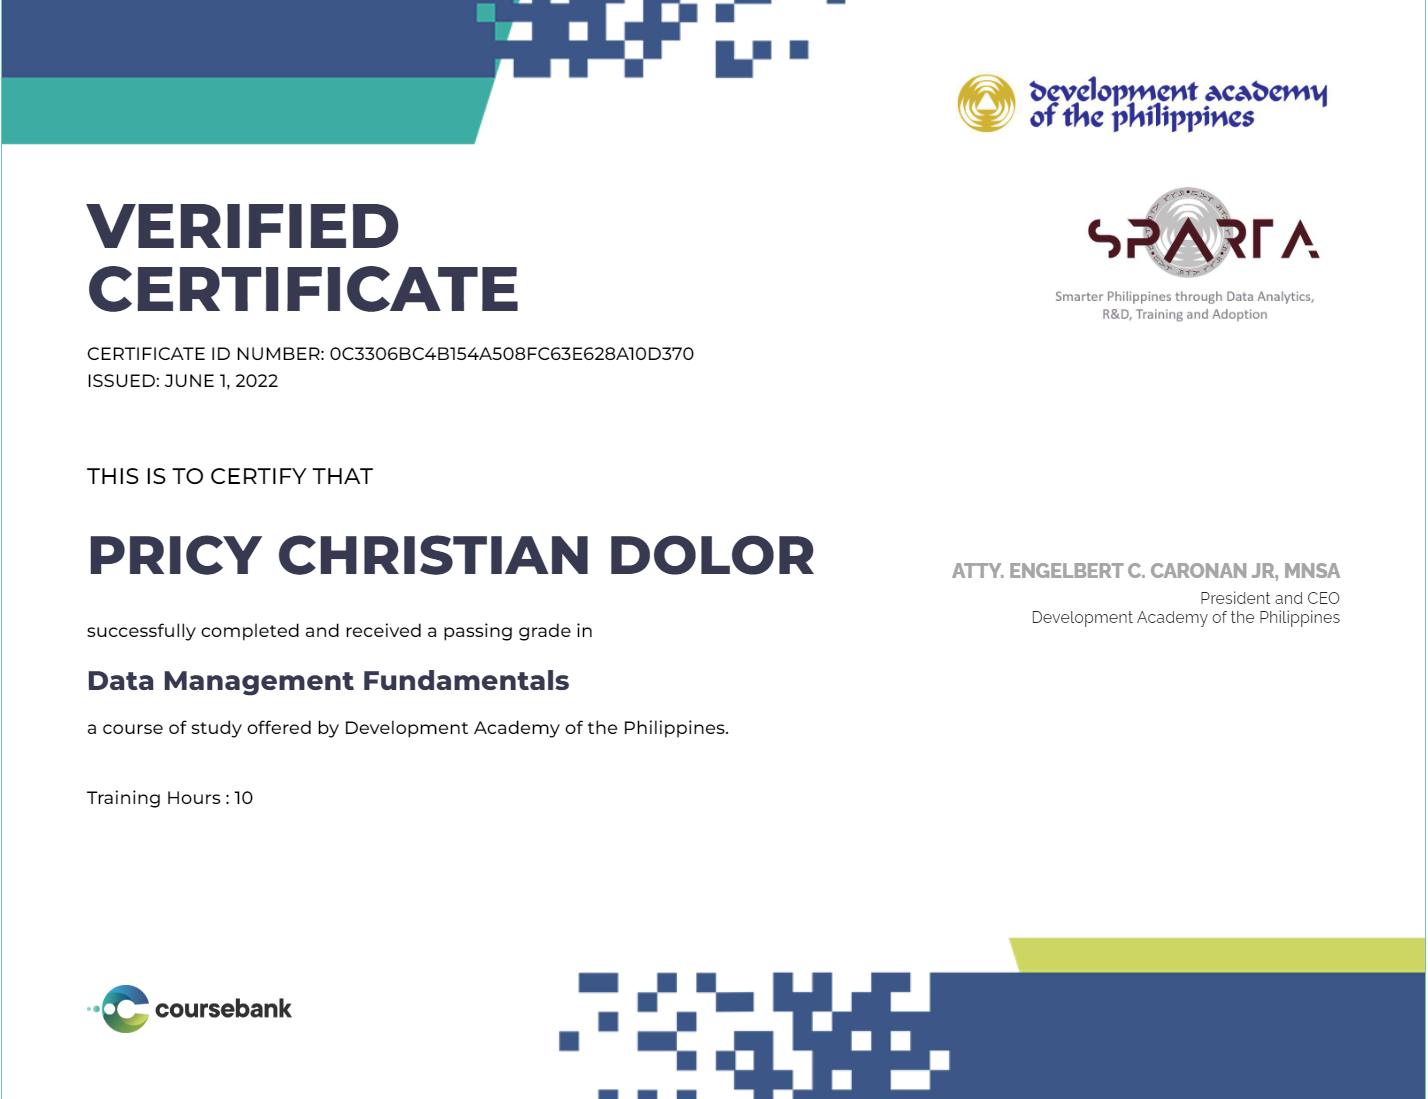 development academy
of the philippines
SPARTA
Smarter Philippines through Data Analytics,
R&D, Training and Adoption
VERIFIED
CERTIFICATE
CERTIFICATE ID NUMBER: 0C3306BC4B154A508FC63E628A10D370
ISSUED: JUNE 1, 2022
THIS IS TO CERTIFY THAT
PRICY CHRISTIAN DOLOR
successfully completed and received a passing grade in
Data Management Fundamentals
a course of study offered by Development Academy of the Philippines.
Training Hours : 10
ATTY. ENGELBERT C. CARONAN JR, MNSA
President and CEO
Development Academy of the Philippines
coursebank